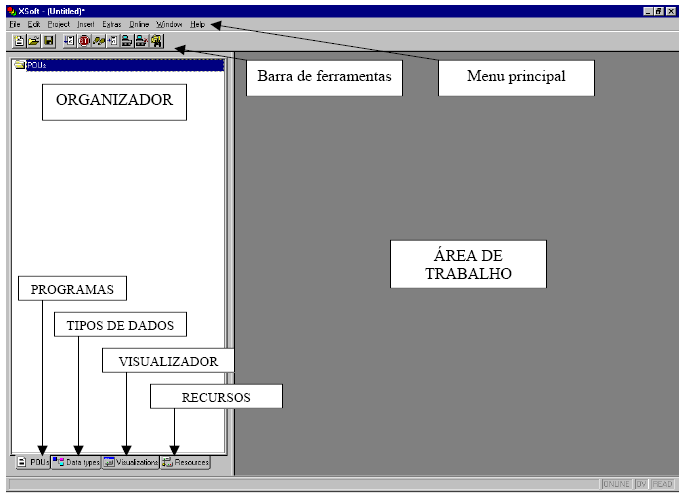 XSoft - (Untitled)*
File Edit Project Insert Extras Online Window Help
POUs
Barra de ferramentas
Menu principal
ORGANIZADOR
ÁREA DE
TRABALHO
PROGRAMAS
TIPOS DE DADOS
VISUALIZADOR
RECURSOS
POUs Data types Visualizations Resources
ONLINE OV READ